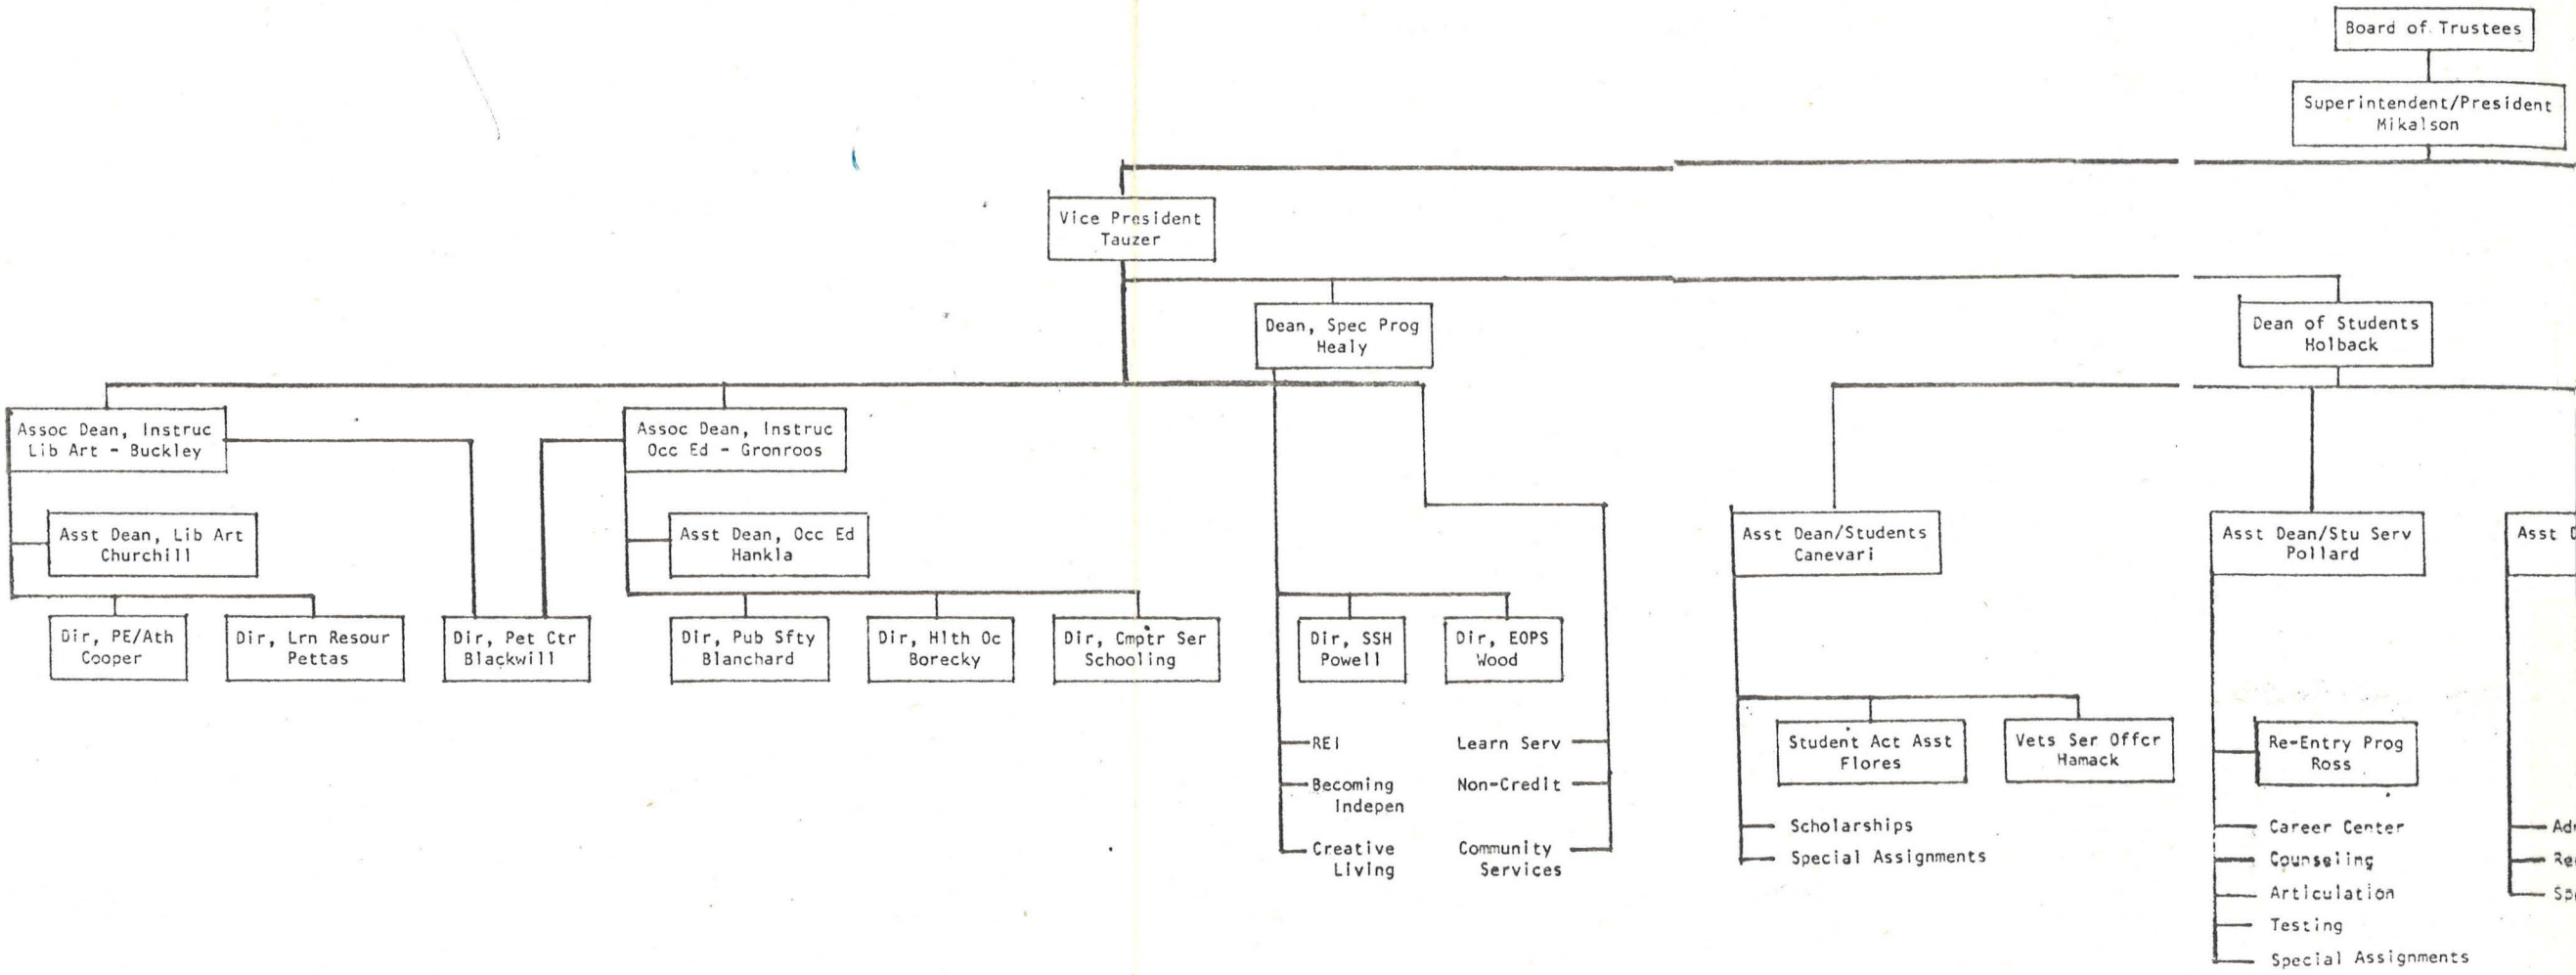 Board of Trustees
Superintendent/President
Mikalson
Vice President
Tauzer
Dean, Spec Prog
Healy
Dean of Students
Holback
Assoc Dean, Instruc
Lib Art - Buckley
Assoc Dean, Instruc
Occ Ed - Gronroos
Asst Dean, Lib Art
Churchill
Asst Dean, Occ Ed
Hankla
Asst Dean/Students
Canevari
Asst Dean/Stu Serv
Pollard
Asst
Dir, PE/Ath
Cooper
Dir, Lrn Resour
Pettas
Dir, Pet Ctr
Blackwill
Dir, Pub Sfty
Blanchard
Dir, Hlth Oc
Borecky
Dir, Cmptr Ser
Schooling
Dir, SSH
Powell
Dir, EOPS
Wood
REI
Becoming
Indepen
Creative
Living
Learn Serv
Non-Credit
Community
Services
Student Act Asst
Flores
Vets Ser Offcr
Hamack
Scholarships
Special Assignments
Re-Entry Prog
Ross
Career Center
Counseling
Articulation
Testing
Special Assignments